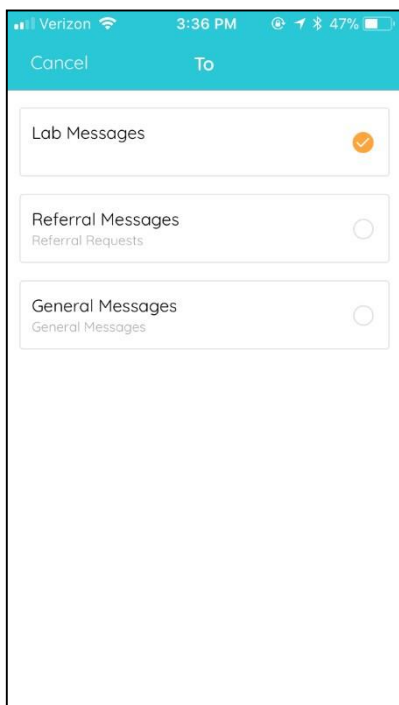 Verizon 3:36 PM 47%
Cancel To
Lab Messages
Referral Messages
Referral Requests
General Messages
General Messages